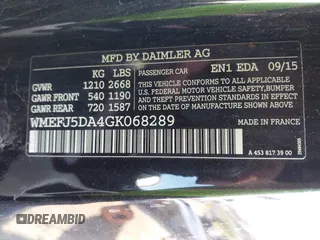 MFD BY DAIMLER AG
KG LBS
PASSENGER CAR
EN1 EDA 09/15
GVWR 1210 2668
GAWR FRONT 540 1190
GAWR REAR 720 1587
THIS VEHICLE CONFORMS TO ALL APPLICABLE
U.S. FEDERAL MOTOR VEHICLE SAFETY, BUMPER,
AND THEFT PREVENTION STANDARDS IN EFFECT ON
THE DATE OF MANUFACTURE SHOWN ABOVE.
WMEFJ5DA4GK068289
MADE IN FRANCE
A 453 817 39 00
DREAMBID